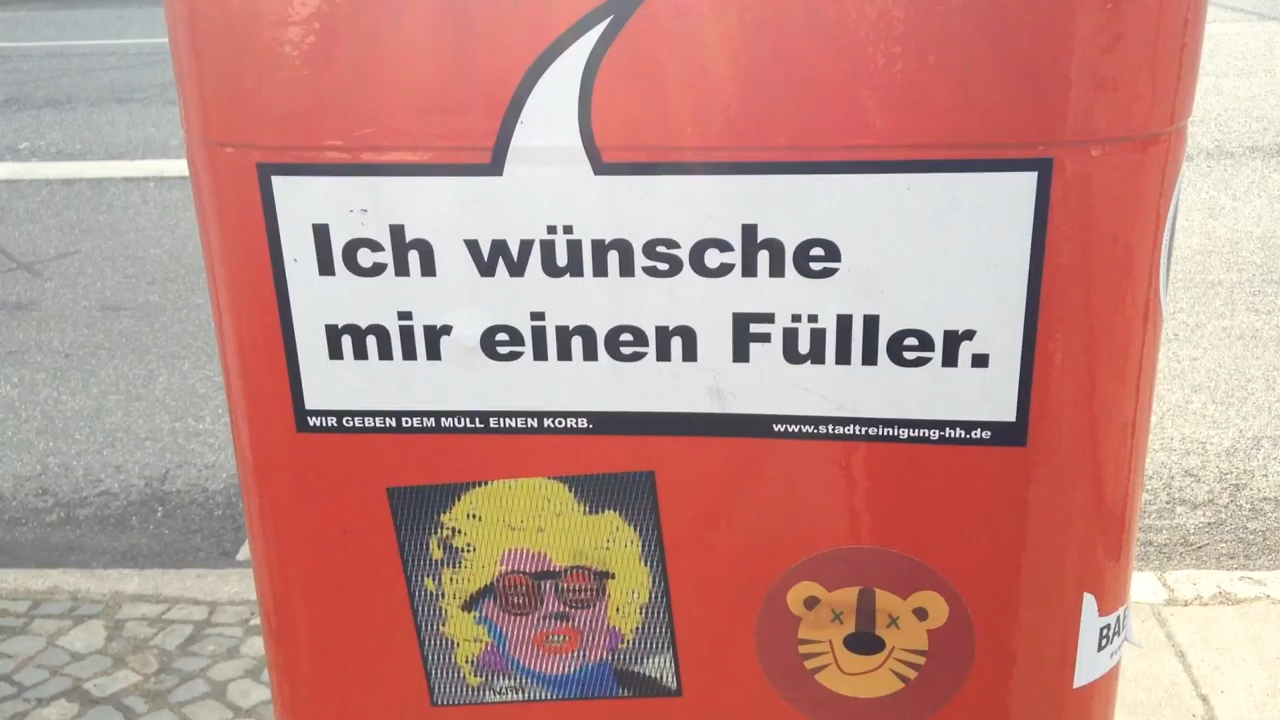 Ich wünsche
mir einen Füller.
WIR GEBEN DEM MÜLL EINEN KORB.
www.stadtreinigung-hh.de